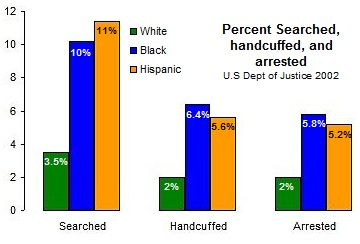 Percent Searched,
handcuffed, and
arrested
U.S Dept of Justice 2002
White
Black
Hispanic
12
10
8
6
4
2
0
3.5%
10%
11%
2%
6.4%
5.6%
2%
5.8%
5.2%
Searched
Handcuffed
Arrested